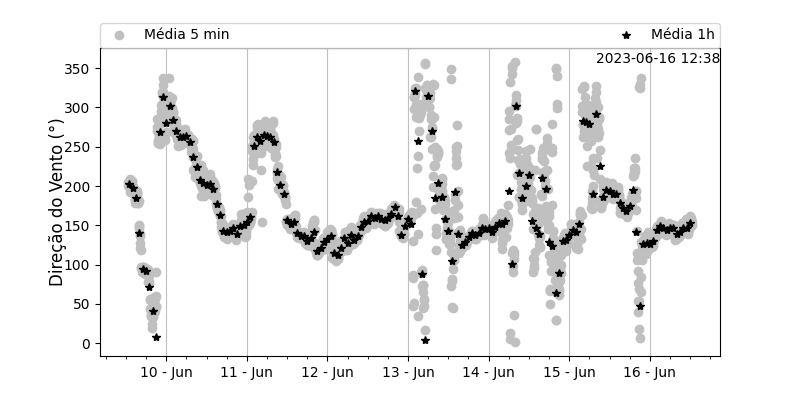 Média 5 min
Média 1h
2023-06-16 12:38
Direção do Vento (°)
350
300
250
200
150
100
50
0
10 - Jun
11 - Jun
12 - Jun
13 - Jun
14 - Jun
15 - Jun
16 - Jun